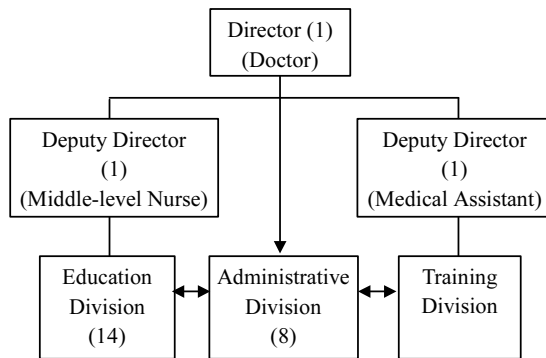 Director (1)
(Doctor)
Deputy Director
(1)
(Middle-level Nurse)
Deputy Director
(1)
(Medical Assistant)
Education
Division
(14)
Administrative
Division
(8)
Training
Division